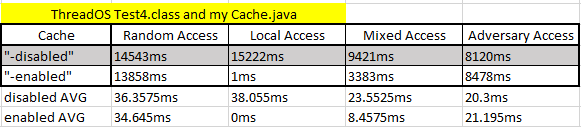 ThreadOS Test4.class and my Cache.java
Cache Random Access Local Access Mixed Access Adversary Access
"-disabled" 14543ms 15222ms 9421ms 8120ms
"-enabled" 13858ms 1ms 3383ms 8478ms
disabled AVG 36.3575ms 38.055ms 23.5525ms 20.3ms
enabled AVG 34.645ms 0ms 8.4575ms 21.195ms